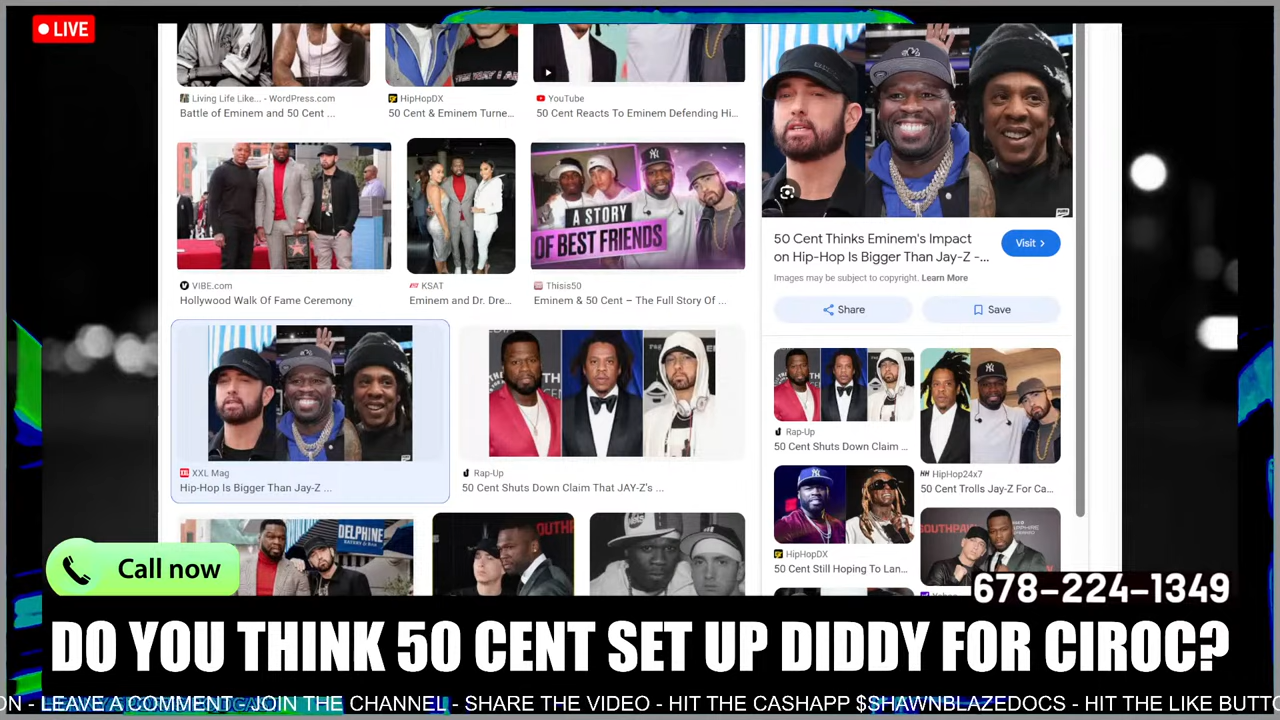 LIVE
Living Life Like... - WordPress.com
Battle of Eminem and 50 Cent ...
HipHopDX
50 Cent & Eminem Turne...
YouTube
50 Cent Reacts To Eminem Defending Hi...
THE WAY I AM
A STORY
OF BEST FRIENDS
VIBE.com
Hollywood Walk Of Fame Ceremony
KSAT
Eminem and Dr. Dre...
Thisis50
Eminem & 50 Cent – The Full Story Of ...
XXL Mag
Hip-Hop Is Bigger Than Jay-Z ...
Rap-Up
50 Cent Shuts Down Claim That JAY-Z's ...
DELPHINE
50 Cent Thinks Eminem's Impact
on Hip-Hop Is Bigger Than Jay-Z -...
Visit
Images may be subject to copyright. Learn More
Share
Save
Rap-Up
50 Cent Shuts Down Claim ...
HipHop24x7
50 Cent Trolls Jay-Z For Ca...
HipHopDX
50 Cent Still Hoping To Lan...
SOUTHPAW
Call now
678-224-1349
DO YOU THINK 50 CENT SET UP DIDDY FOR CIROC?
ON - LEAVE A COMMENT - JOIN THE CHANNEL - SHARE THE VIDEO - HIT THE CASHAPP $SHAWNBLAZEDOCS - HIT THE LIKE BUTTO